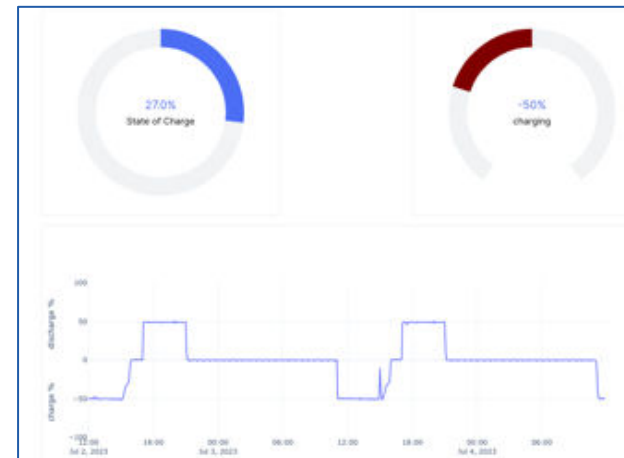 27.0%
State of Charge
-50%
charging
100
50
0
-50
-100
discharge %
charge %
12:00
18:00
00:00
06:00
12:00
18:00
00:00
06:00
Jul 2, 2023
Jul 3, 2023
Jul 4, 2023